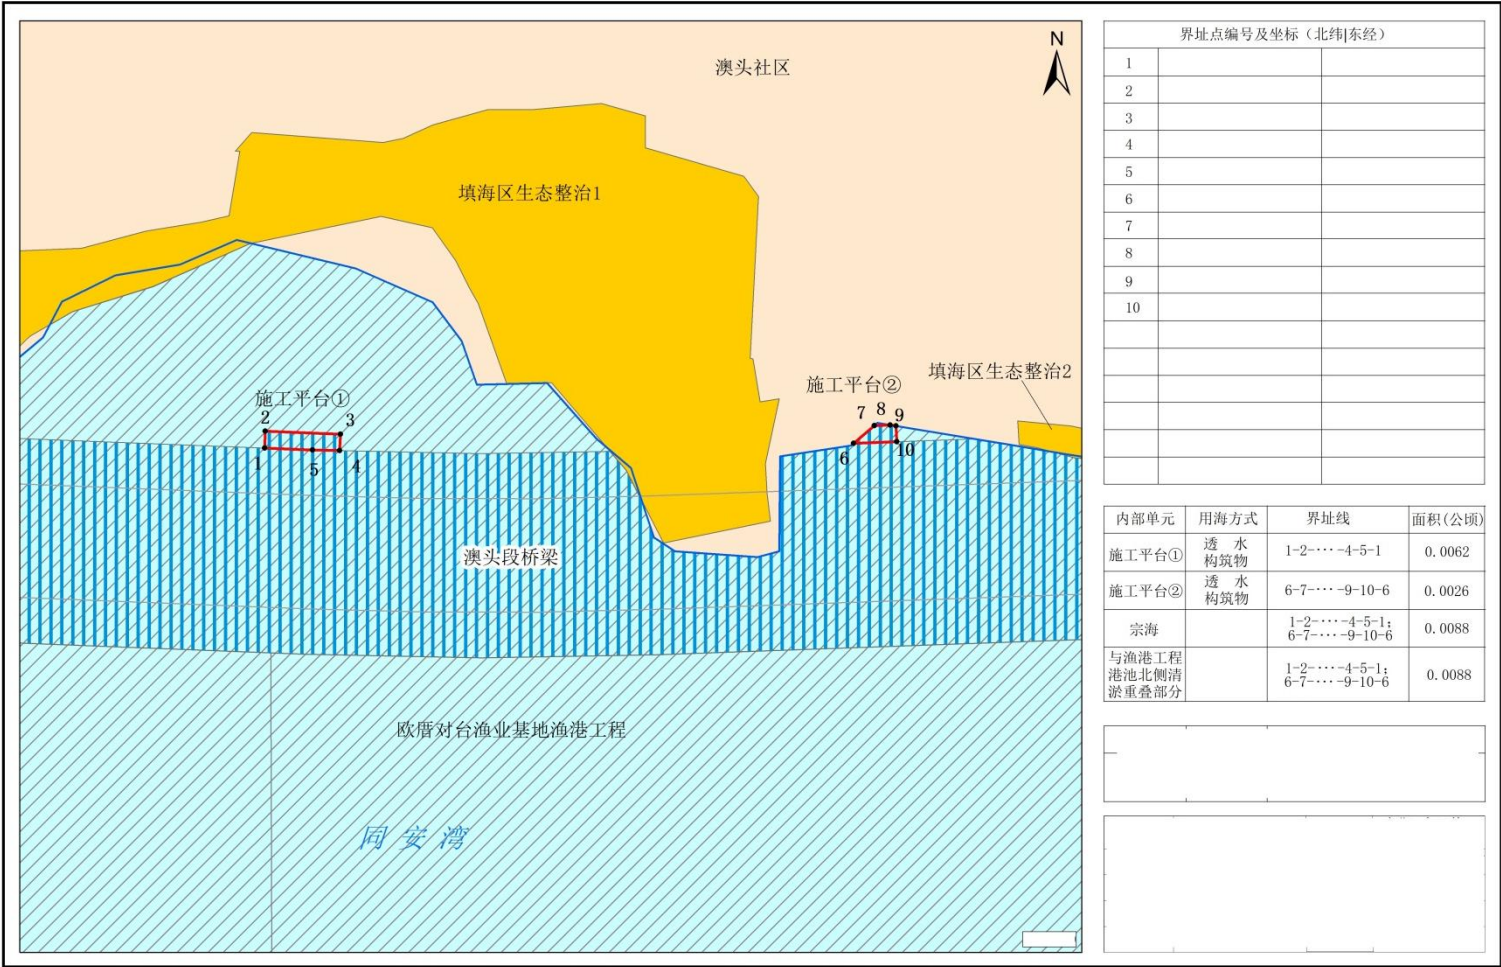 N
澳头社区
填海区生态整治1
填海区生态整治2
施工平台①
施工平台②
2
3
1
5
4
7
8
9
6
10
澳头段桥梁
欧厝对台渔业基地渔港工程
同安湾
界址点编号及坐标（北纬|东经）
1
2
3
4
5
6
7
8
9
10
内部单元 用海方式 界址线 面积(公顷)
施工平台① 透水构筑物 1-2-····-4-5-1 0.0062
施工平台② 透水构筑物 6-7-····-9-10-6 0.0026
宗海 1-2-····-4-5-1; 6-7-····-9-10-6 0.0088
与渔港工程港池北侧清淤重叠部分 1-2-····-4-5-1; 6-7-····-9-10-6 0.0088